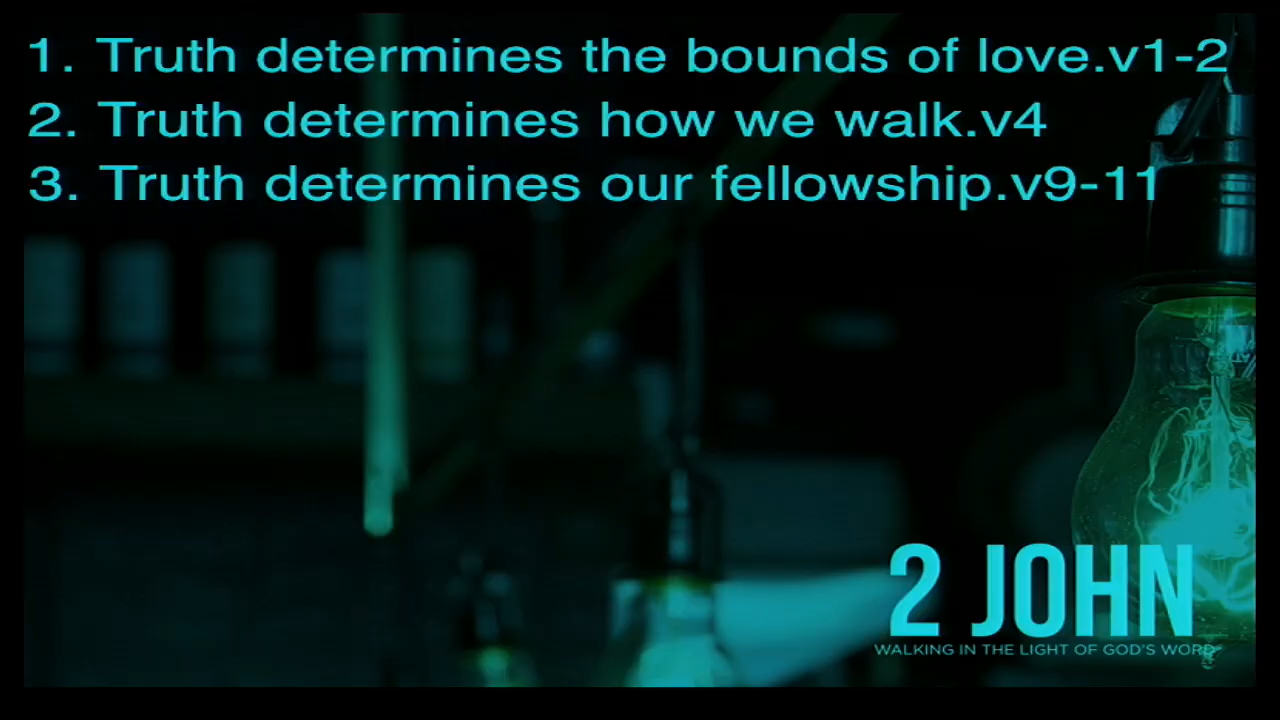 1. Truth determines the bounds of love.v1-2
2. Truth determines how we walk.v4
3. Truth determines our fellowship.v9-11
2 JOHN
WALKING IN THE LIGHT OF GOD'S WORD